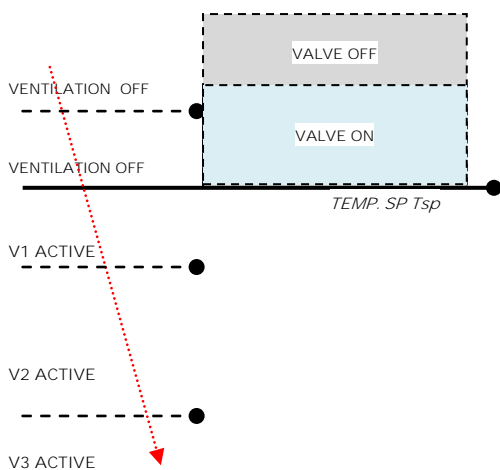 VALVE OFF
VENTILATION OFF
VALVE ON
VENTILATION OFF
TEMP. SP Tsp
V1 ACTIVE
V2 ACTIVE
V3 ACTIVE